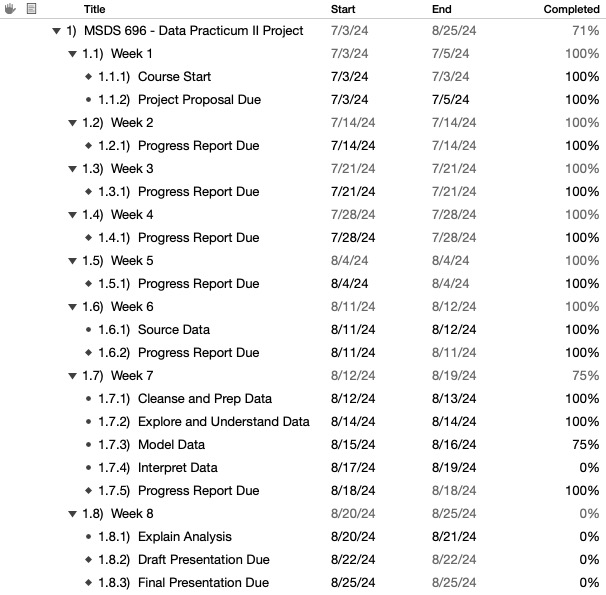 Title Start End Completed
1) MSDS 696 - Data Practicum II Project 7/3/24 8/25/24 71%
1.1) Week 1 7/3/24 7/5/24 100%
1.1.1) Course Start 7/3/24 7/3/24 100%
1.1.2) Project Proposal Due 7/3/24 7/5/24 100%
1.2) Week 2 7/14/24 7/14/24 100%
1.2.1) Progress Report Due 7/14/24 7/14/24 100%
1.3) Week 3 7/21/24 7/21/24 100%
1.3.1) Progress Report Due 7/21/24 7/21/24 100%
1.4) Week 4 7/28/24 7/28/24 100%
1.4.1) Progress Report Due 7/28/24 7/28/24 100%
1.5) Week 5 8/4/24 8/4/24 100%
1.5.1) Progress Report Due 8/4/24 8/4/24 100%
1.6) Week 6 8/11/24 8/12/24 100%
1.6.1) Source Data 8/11/24 8/12/24 100%
1.6.2) Progress Report Due 8/11/24 8/11/24 100%
1.7) Week 7 8/12/24 8/19/24 75%
1.7.1) Cleanse and Prep Data 8/12/24 8/13/24 100%
1.7.2) Explore and Understand Data 8/14/24 8/14/24 100%
1.7.3) Model Data 8/15/24 8/16/24 75%
1.7.4) Interpret Data 8/17/24 8/19/24 0%
1.7.5) Progress Report Due 8/18/24 8/18/24 100%
1.8) Week 8 8/20/24 8/25/24 0%
1.8.1) Explain Analysis 8/20/24 8/21/24 0%
1.8.2) Draft Presentation Due 8/22/24 8/22/24 0%
1.8.3) Final Presentation Due 8/25/24 8/25/24 0%